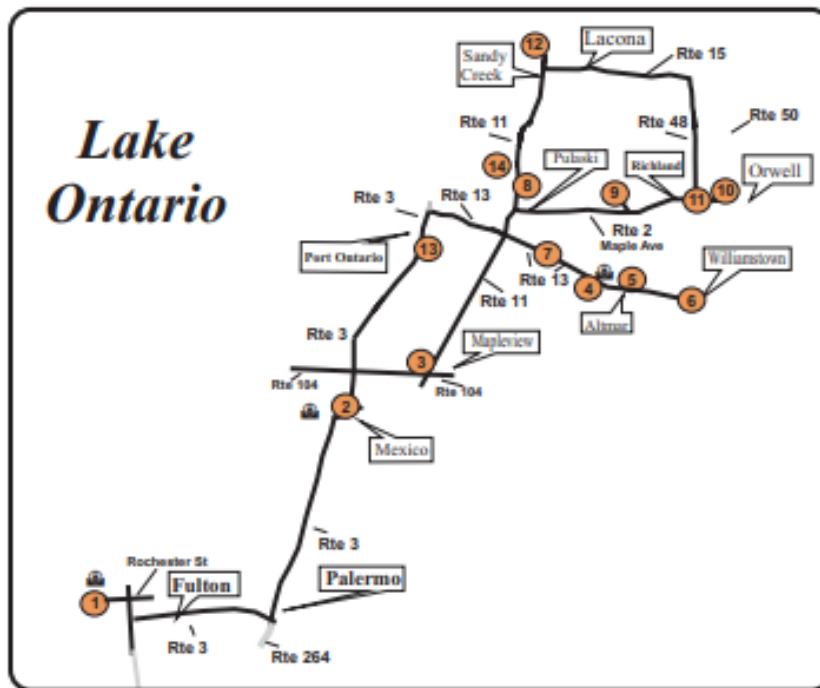 12
Lacona
Sandy
Creek
Rte 15
Lake
Ontario
Rte 11
Rte 48
Rte 50
14
8
Pulaski
Richland
Orwell
9
11
10
Rte 3
Rte 13
Rte 2
Maple Ave
Port Ontario
13
7
Rte 13
4
5
6
Williamstown
Altmar
Rte 11
Rte 3
3
Mapleview
Rte 104
Rte 104
2
Mexico
Rte 3
Rochester St
1
Fulton
Palermo
Rte 3
Rte 264